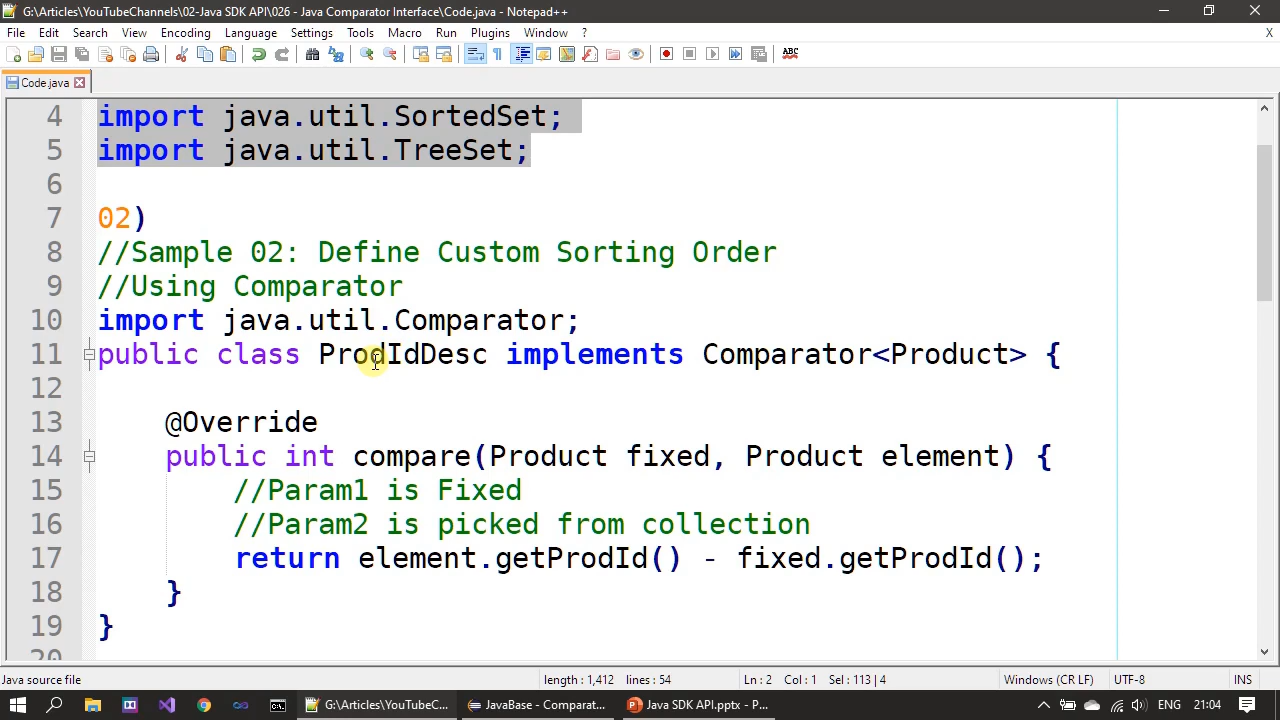 G:\Articles\YouTubeChannels\02-Java SDK API\026 - Java Comparator Interface\Code.java - Notepad++
File Edit Search View Encoding Language Settings Tools Macro Run Plugins Window ? X
ABC
Code.java
4 import java.util.SortedSet;
5 import java.util.TreeSet;
6
7 02)
8 //Sample 02: Define Custom Sorting Order
9 //Using Comparator
10 import java.util.Comparator;
11 public class ProdIdDesc implements Comparator<Product> {
12
13 @Override
14 public int compare(Product fixed, Product element) {
15 //Param1 is Fixed
16 //Param2 is picked from collection
17 return element.getProdId() - fixed.getProdId();
18 }
19 }
20
Java source file length : 1,412 lines : 54 Ln : 2 Col : 1 Sel : 113 | 4 Windows (CR LF) UTF-8 INS
G:\Articles\YouTubeC... JavaBase - Comparat... Java SDK API.pptx - P... ENG 21:04